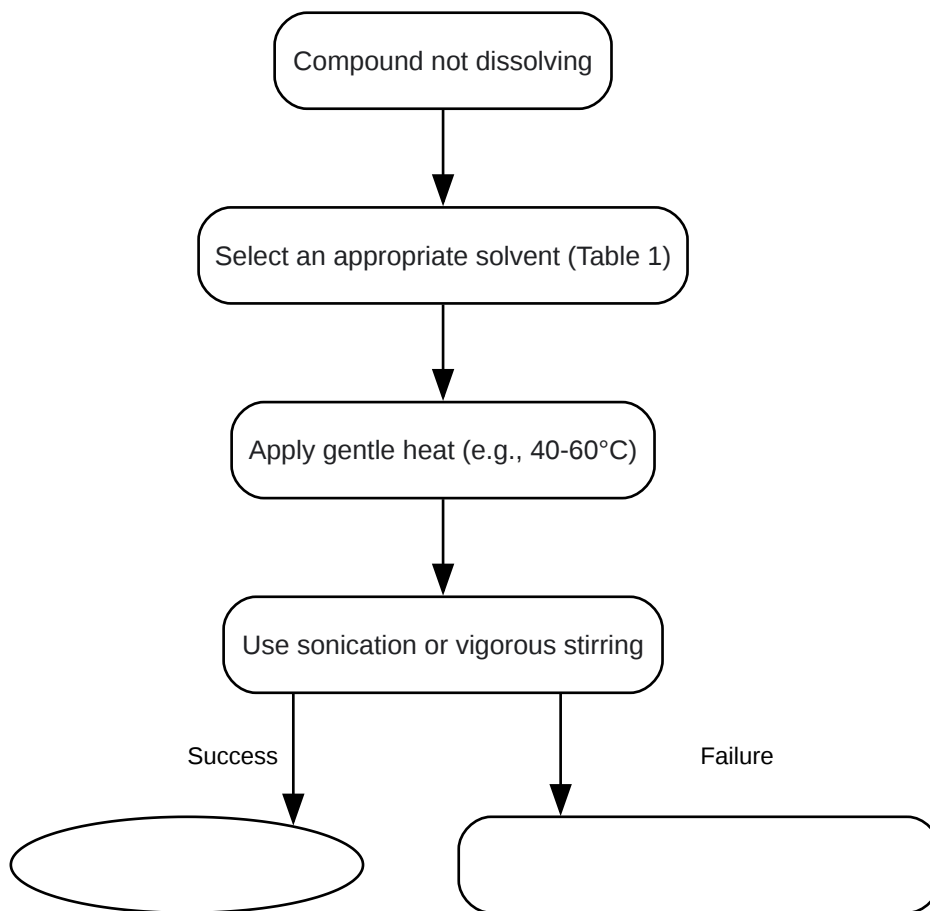 Compound not dissolving
Select an appropriate solvent (Table 1)
Apply gentle heat (e.g., 40-60°C)
Use sonication or vigorous stirring
Success
Failure